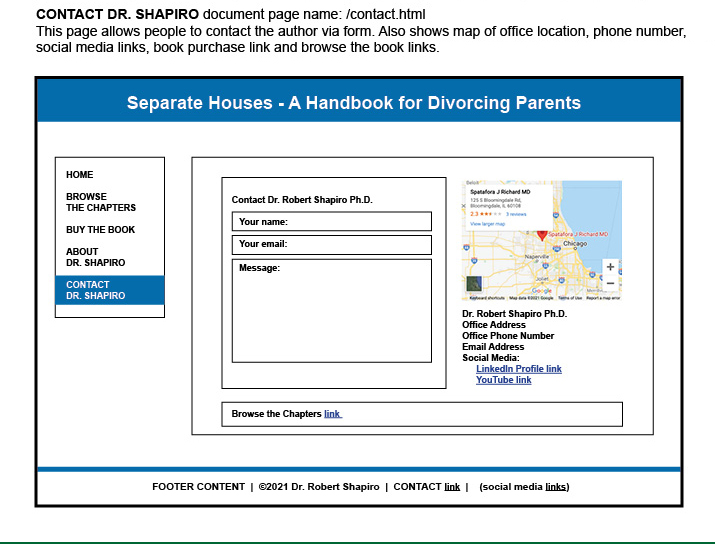 CONTACT DR. SHAPIRO document page name: /contact.html
This page allows people to contact the author via form. Also shows map of office location, phone number,
social media links, book purchase link and browse the book links.
Separate Houses - A Handbook for Divorcing Parents
HOME
BROWSE
THE CHAPTERS
BUY THE BOOK
ABOUT
DR. SHAPIRO
CONTACT
DR. SHAPIRO
Contact Dr. Robert Shapiro Ph.D.
Your name:
Your email:
Message:
Beloit
Spatafora J Richard MD
125 S Bloomingdale Rd,
Bloomingdale, IL 60108
2.3 3 reviews
View larger map
Spatafora J Richard MD
Chicago
Naperville
Joliet
Google
Keyboard shortcuts Map data ©2021 Google Terms of Use Report a map error
Dr. Robert Shapiro Ph.D.
Office Address
Office Phone Number
Email Address
Social Media:
LinkedIn Profile link
YouTube link
Browse the Chapters link
FOOTER CONTENT | ©2021 Dr. Robert Shapiro | CONTACT link | (social media links)